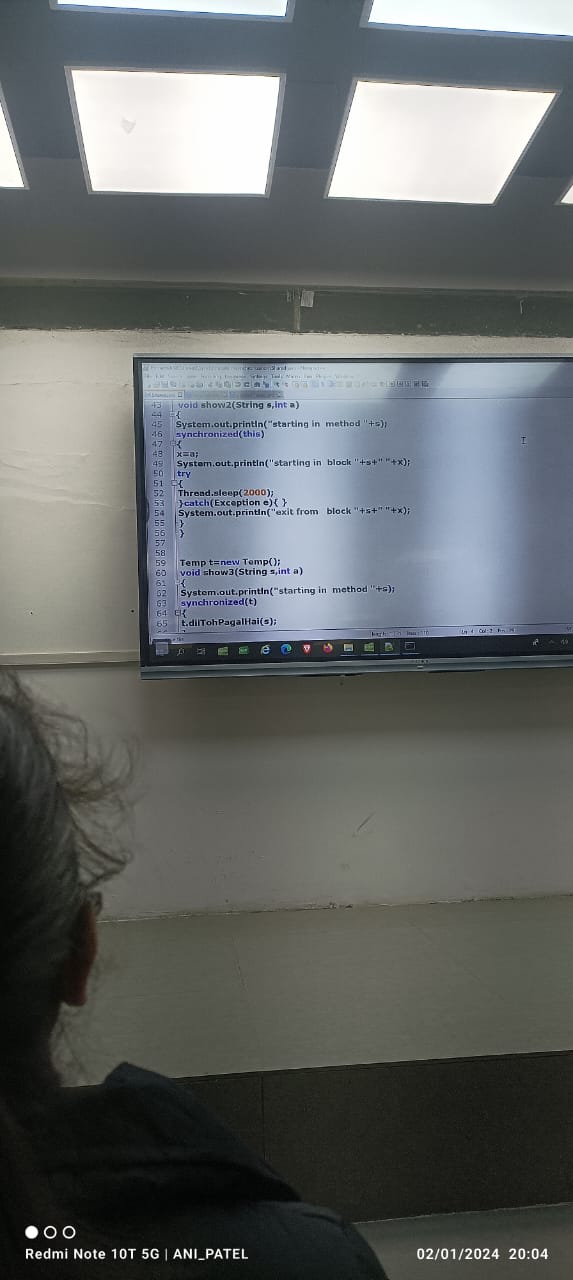 43 void show2(String s,int a)
44 {
45 System.out.println("starting in method "+s);
46 synchronized(this)
47 {
48 x=a;
49 System.out.println("starting in block "+s+" "+x);
50 try
51 {
52 Thread.sleep(2000);
53 }catch(Exception e){ }
54 System.out.println("exit from block "+s+" "+x);
55 }
56 }
57
58
59 Temp t=new Temp();
60 void show3(String s,int a)
61 {
62 System.out.println("starting in method "+s);
63 synchronized(t)
64 {
65 t.dilTohPagalHai(s);
Redmi Note 10T 5G | ANI_PATEL
02/01/2024 20:04